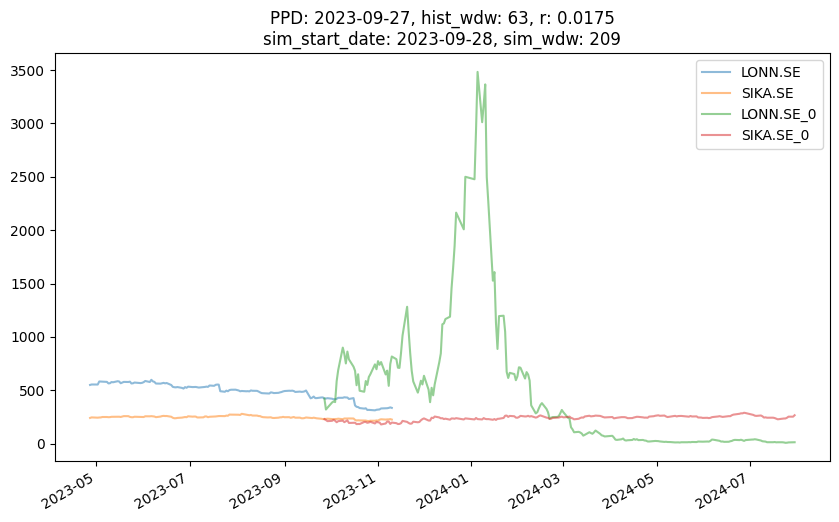 PPD: 2023-09-27, hist_wdw: 63, r: 0.0175
sim_start_date: 2023-09-28, sim_wdw: 209
LONN.SE
SIKA.SE
LONN.SE_0
SIKA.SE_0
3500
3000
2500
2000
1500
1000
500
0
2023-05
2023-07
2023-09
2023-11
2024-01
2024-03
2024-05
2024-07